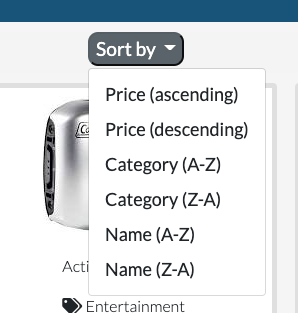 Sort by
Price (ascending)
Price (descending)
Category (A-Z)
Category (Z-A)
Name (A-Z)
Name (Z-A)
Acti
Entertainment